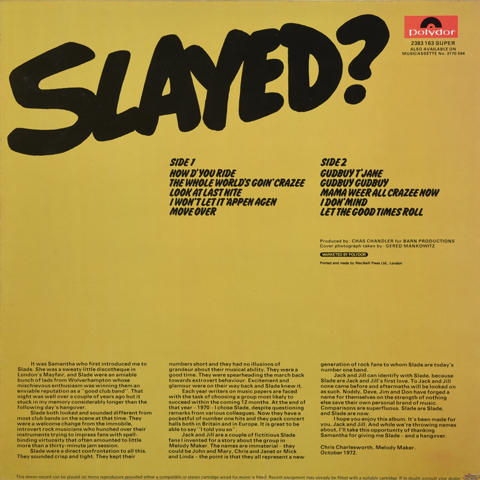 SLAYED?
polydor
2383 163 SUPER
ALSO AVAILABLE ON
MUSICASSETTE No. 3170 066
SIDE 1
HOW D'YOU RIDE
THE WHOLE WORLD'S GOIN' CRAZEE
LOOK AT LAST NITE
I WON'T LET IT 'APPEN AGEN
MOVE OVER
SIDE 2
GUDBUY T'JANE
GUDBUY GUDBUY
MAMA WEER ALL CRAZEE NOW
I DON' MIND
LET THE GOOD TIMES ROLL
Produced by: CHAS CHANDLER for BARN PRODUCTIONS
Cover photograph taken by: GERED MANKOWITZ
MARKETED BY POLYDOR
Printed and made by MacNeill Press Ltd., London
It was Samantha who first introduced me to
Slade. She was a sweaty little discotheque in
London's Mayfair, and Slade were an amiable
bunch of lads from Wolverhampton whose
mischievous enthusiasm was winning them an
enviable reputation as a "good club band". That
night was well over a couple of years ago but it
stuck in my memory considerably longer than the
following day's hangover.
Slade both looked and sounded different from
most club bands on the scene at that time. They
were a welcome change from the immobile,
introvert rock musicians who hunched over their
instruments trying to impress fans with spell-
binding virtuosity that often amounted to little
more than a thirty-minute jam session.
Slade were a direct confrontation to all this.
They sounded crisp and tight. They kept their
numbers short and they had no illusions of
grandeur about their musical ability. They were a
good time. They were spearheading the march back
towards extrovert behaviour. Excitement and
glamour were on their way back and Slade knew it.
Each year writers on music papers are faced
with the task of choosing a group most likely to
succeed within the coming 12 months. At the end of
that year - 1970 - I chose Slade, despite questioning
remarks from various colleagues. Now they have a
pocketful of number one hits and they pack concert
halls both in Britain and in Europe. It is great to be
able to say "I told you so".
Jack and Jill are a couple of fictitious Slade
fans I invented for a story about the group in
Melody Maker. The names are immaterial - they
could be John and Mary, Chris and Janet or Mick
and Linda - the point is that they all represent a new
generation of rock fans to whom Slade are today's
number one band.
Jack and Jill can identify with Slade, because
Slade are Jack and Jill's first love. To Jack and Jill
none came before and afterwards will be looked on
as such. Noddy, Dave, Jim and Don have forged a
name for themselves on the strength of nothing
else save their own personal brand of music.
Comparisons are superfluous. Slade are Slade,
and Slade are now.
I hope you enjoy this album. It's been made for
you, Jack and Jill. And while we're throwing names
about, I'll take this opportunity of thanking
Samantha for giving me Slade - and a hangover.
Chris Charlesworth, Melody Maker.
October 1972.